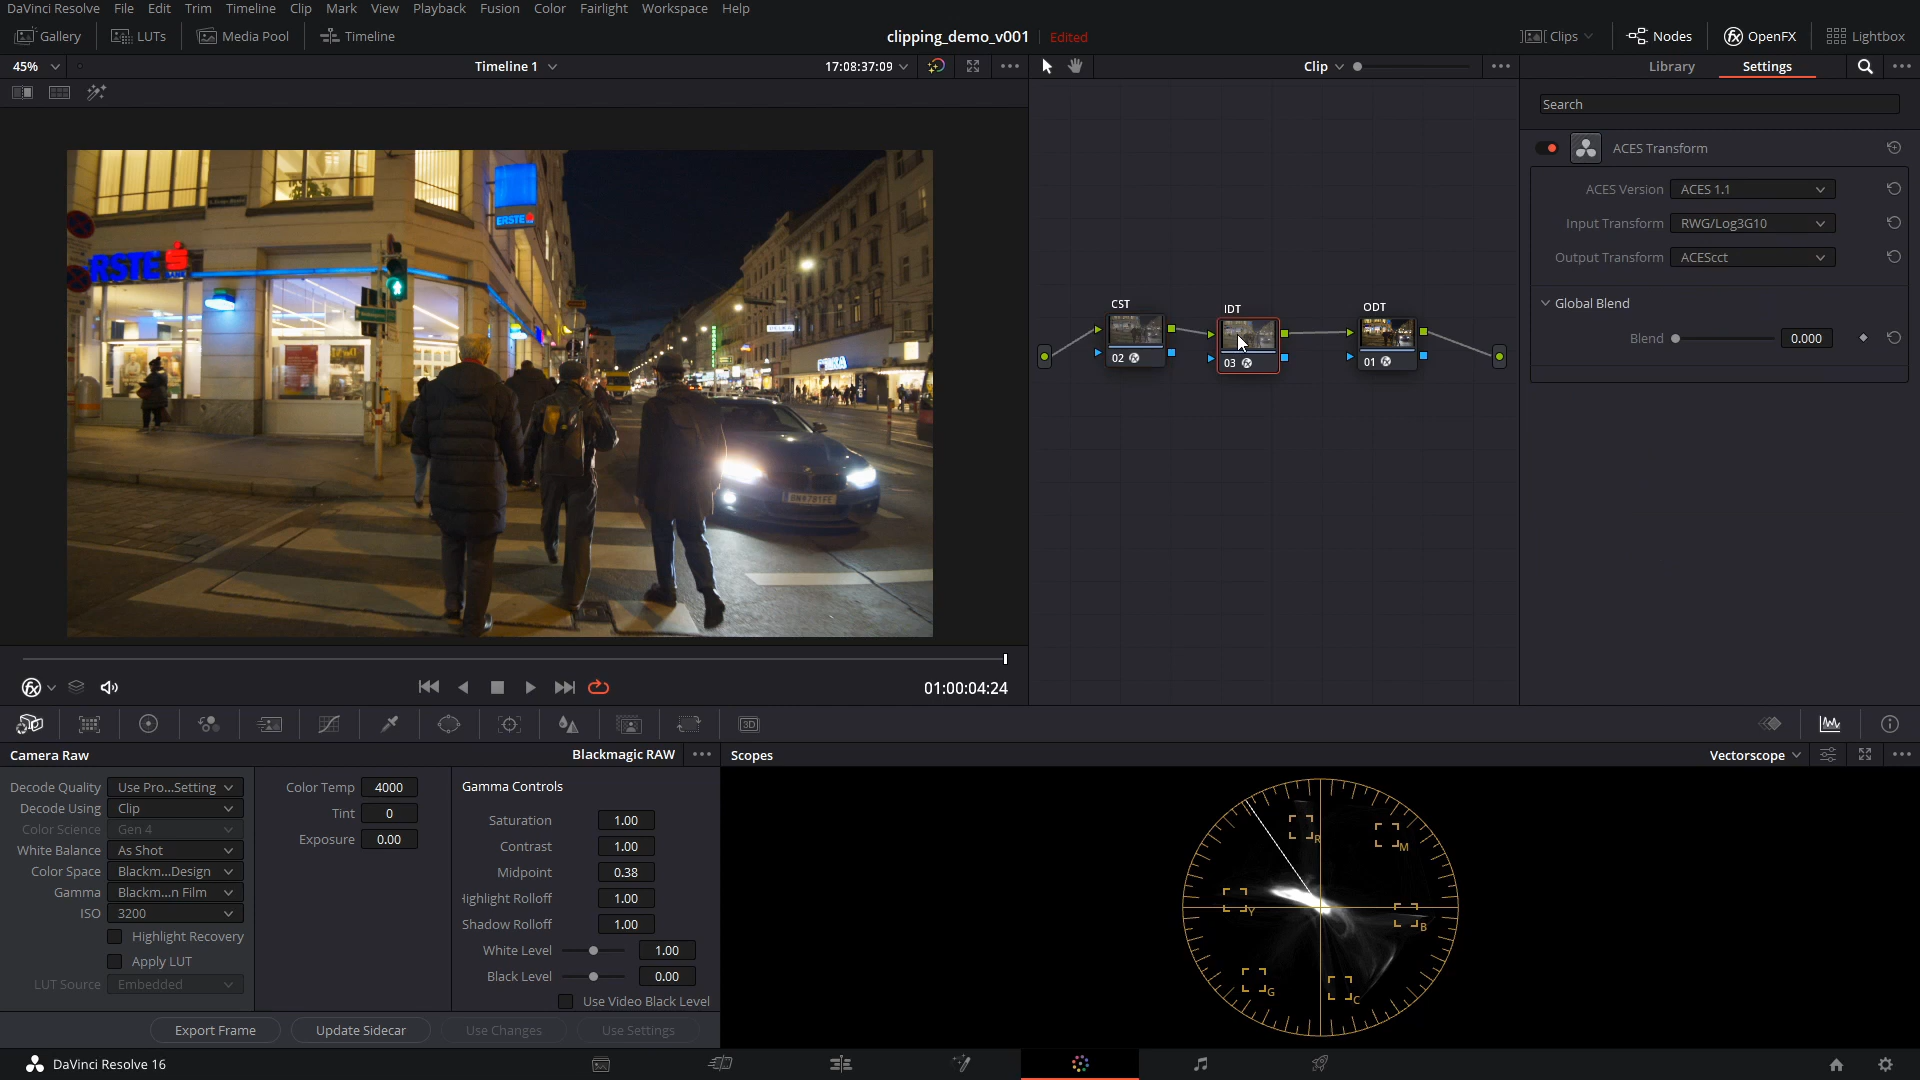 DaVinci Resolve File Edit Trim Timeline Clip Mark View Playback Fusion Color Fairlight Workspace Help
Gallery LUTs Media Pool Timeline clipping_demo_v001 Edited Clips Nodes OpenFX Lightbox
45% Timeline 1 17:08:37:09 Clip Library Settings
Search
ACES Transform
ACES Version ACES 1.1
Input Transform RWG/Log3G10
Output Transform ACEScct
Global Blend
Blend 0.000
ERSTE
RSTE
CST
IDT
ODT
02
03
01
01:00:04:24
3D
Camera Raw Blackmagic RAW Scopes Vectorscope
Decode Quality Use Pro...Setting
Decode Using Clip
Color Science Gen 4
White Balance As Shot
Color Space Blackm...Design
Gamma Blackm...n Film
ISO 3200
Highlight Recovery
Apply LUT
LUT Source Embedded
Color Temp 4000
Tint 0
Exposure 0.00
Gamma Controls
Saturation 1.00
Contrast 1.00
Midpoint 0.38
Highlight Rolloff 1.00
Shadow Rolloff 1.00
White Level 1.00
Black Level 0.00
Use Video Black Level
R
M
Y
B
G
C
Export Frame Update Sidecar Use Changes Use Settings
DaVinci Resolve 16